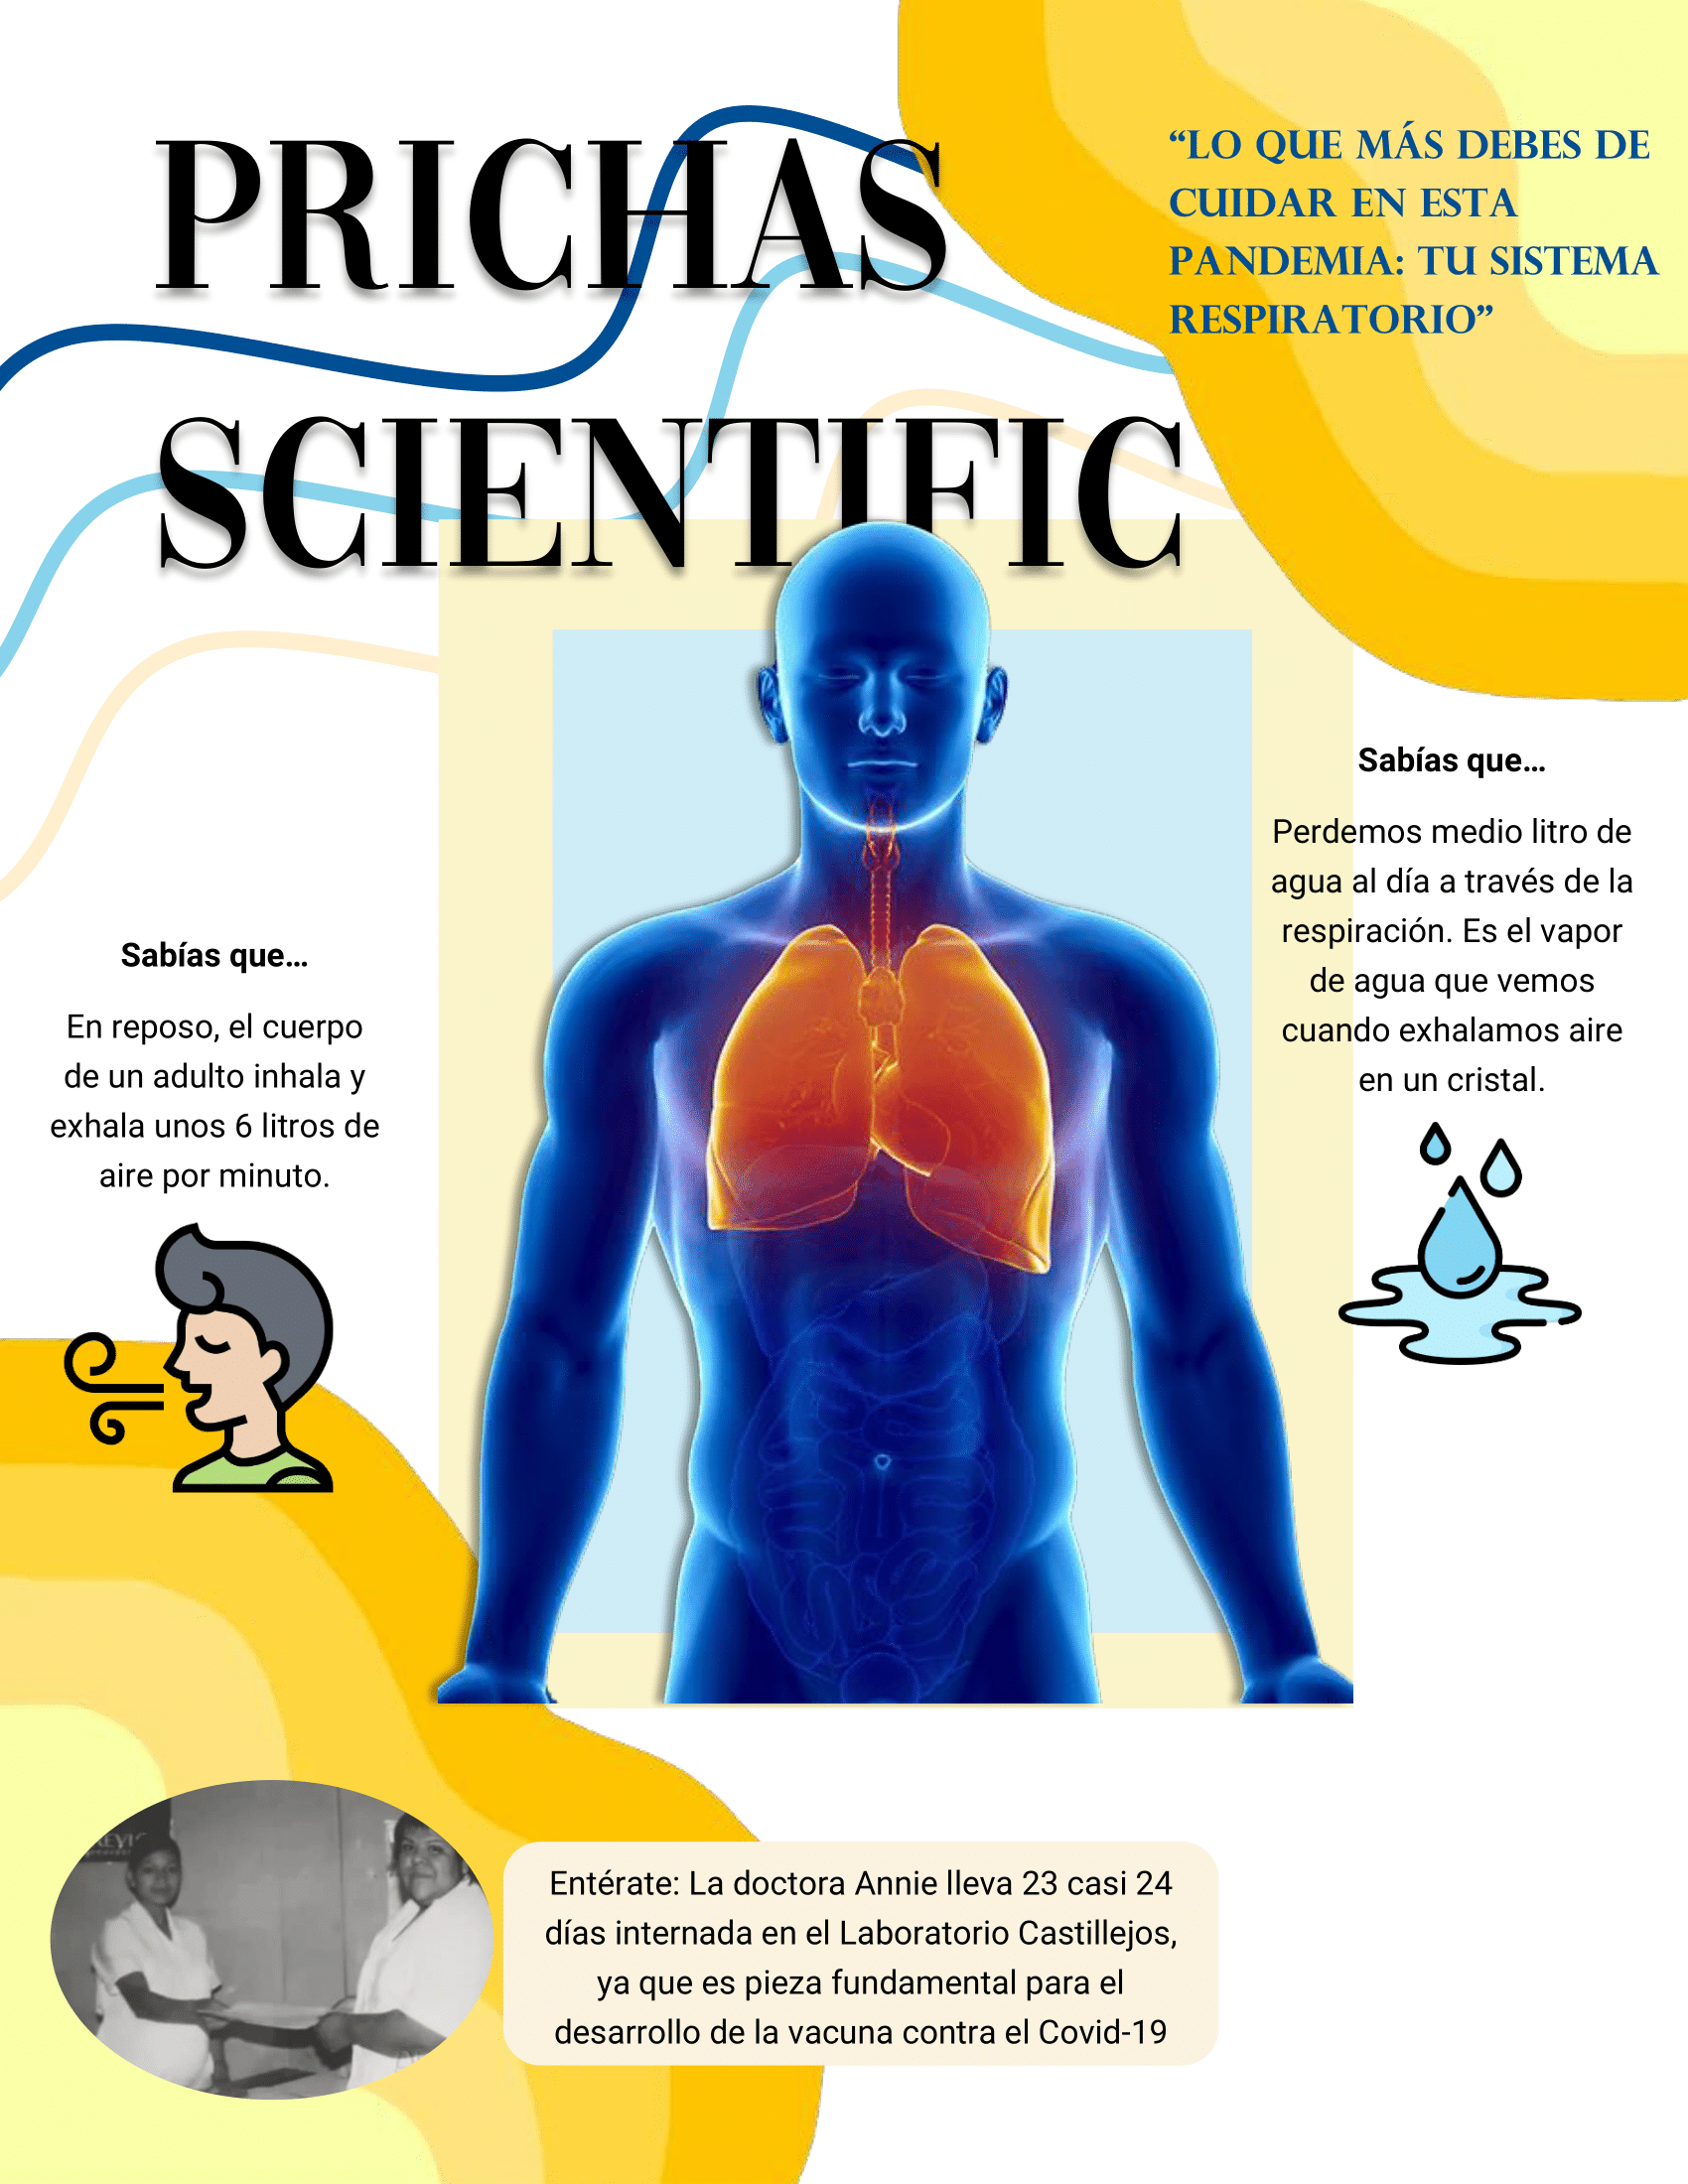 PRICHAS
SCIENTIFIC
“LO QUE MÁS DEBES DE
CUIDAR EN ESTA
PANDEMIA: TU SISTEMA
RESPIRATORIO”
Sabías que...
Perdemos medio litro de
agua al día a través de la
respiración. Es el vapor
de agua que vemos
cuando exhalamos aire
en un cristal.
Sabías que...
En reposo, el cuerpo
de un adulto inhala y
exhala unos 6 litros de
aire por minuto.
Entérate: La doctora Annie lleva 23 casi 24
días internada en el Laboratorio Castillejos,
ya que es pieza fundamental para el
desarrollo de la vacuna contra el Covid-19